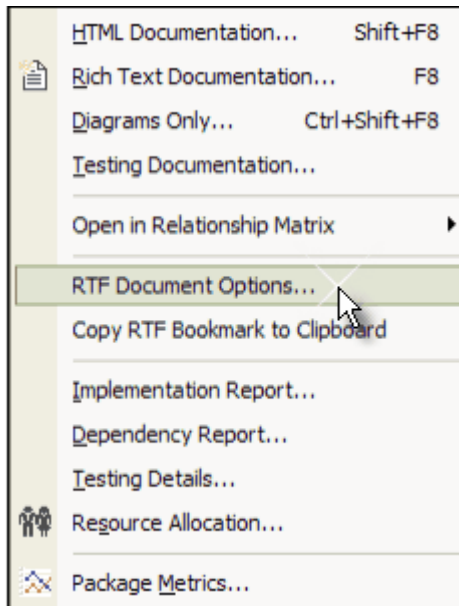 HTML Documentation... Shift+F8
Rich Text Documentation... F8
Diagrams Only... Ctrl+Shift+F8
Testing Documentation...
Open in Relationship Matrix
RTF Document Options...
Copy RTF Bookmark to Clipboard
Implementation Report...
Dependency Report...
Testing Details...
Resource Allocation...
Package Metrics...